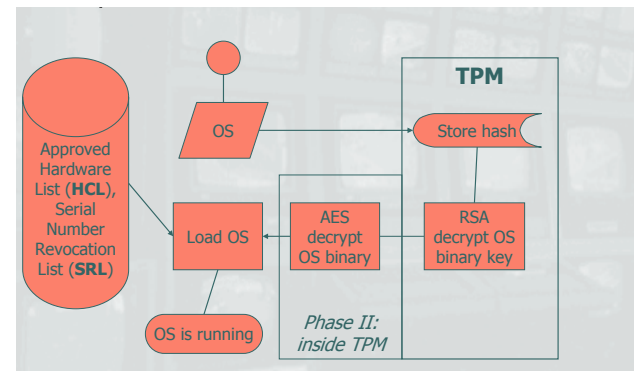 TPM
OS
Store hash
Approved
Hardware
List (HCL),
Serial
Number
Revocation
List (SRL)
Load OS
AES
decrypt
OS binary
RSA
decrypt OS
binary key
OS is running
Phase II:
inside TPM